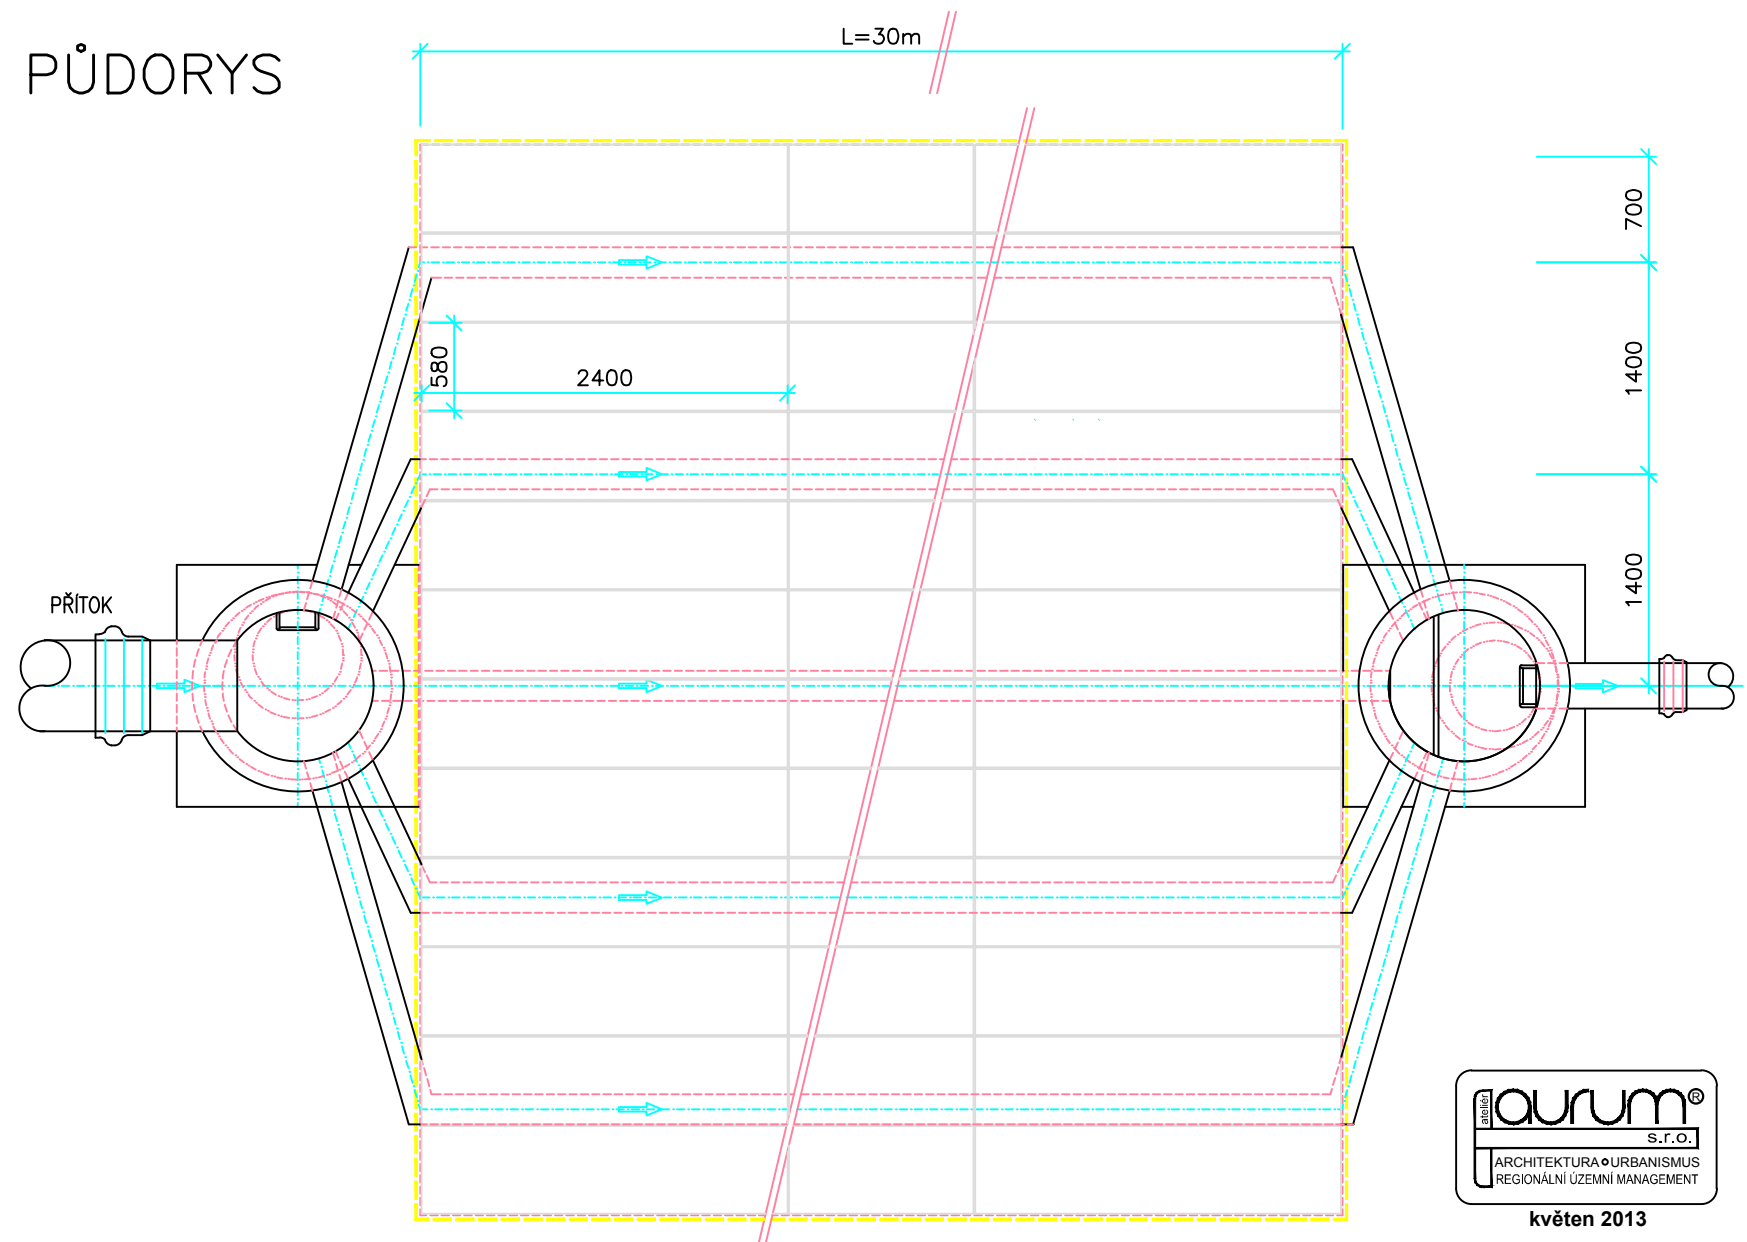 PŮDORYS
L=30m
700
1400
1400
580
2400
PŘÍTOK
ateliér
aurum®
s.r.o.
ARCHITEKTURA URBANISMUS
REGIONÁLNÍ ÚZEMNÍ MANAGEMENT
květen 2013